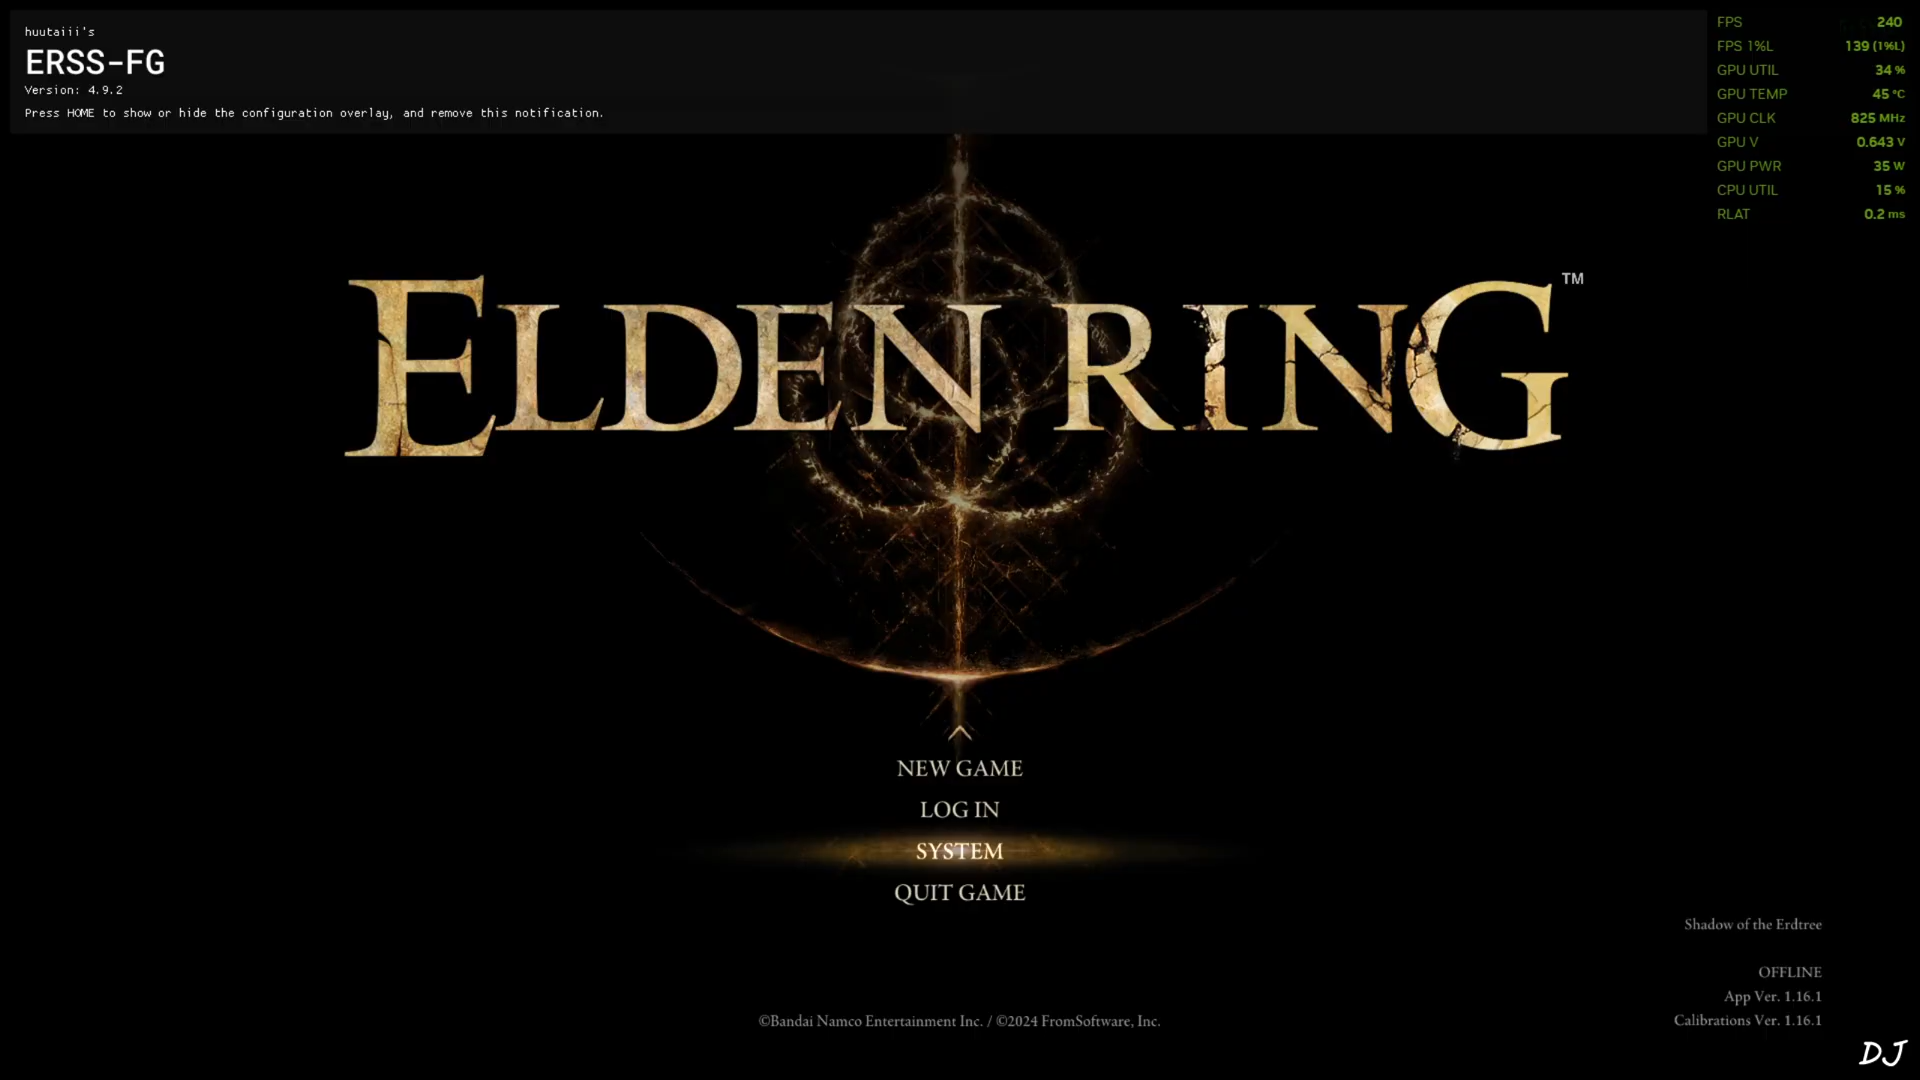 huutaiii's
ERSS-FG
Version: 4.9.2
Press HOME to show or hide the configuration overlay, and remove this notification.
FPS 240
FPS 1%L 139 (1%L)
GPU UTIL 34 %
GPU TEMP 45 °C
GPU CLK 825 MHz
GPU V 0.643 V
GPU PWR 35 W
CPU UTIL 15 %
RLAT 0.2 ms
ELDEN RING™
NEW GAME
LOG IN
SYSTEM
QUIT GAME
Shadow of the Erdtree
OFFLINE
App Ver. 1.16.1
Calibrations Ver. 1.16.1
©Bandai Namco Entertainment Inc. / ©2024 FromSoftware, Inc.
DJ